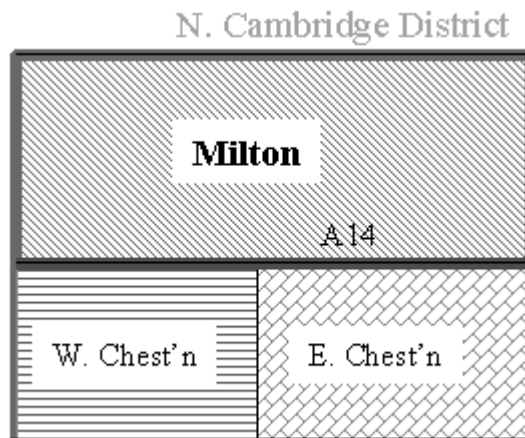 N. Cambridge District
Milton
A14
W. Chest'n
E. Chest'n